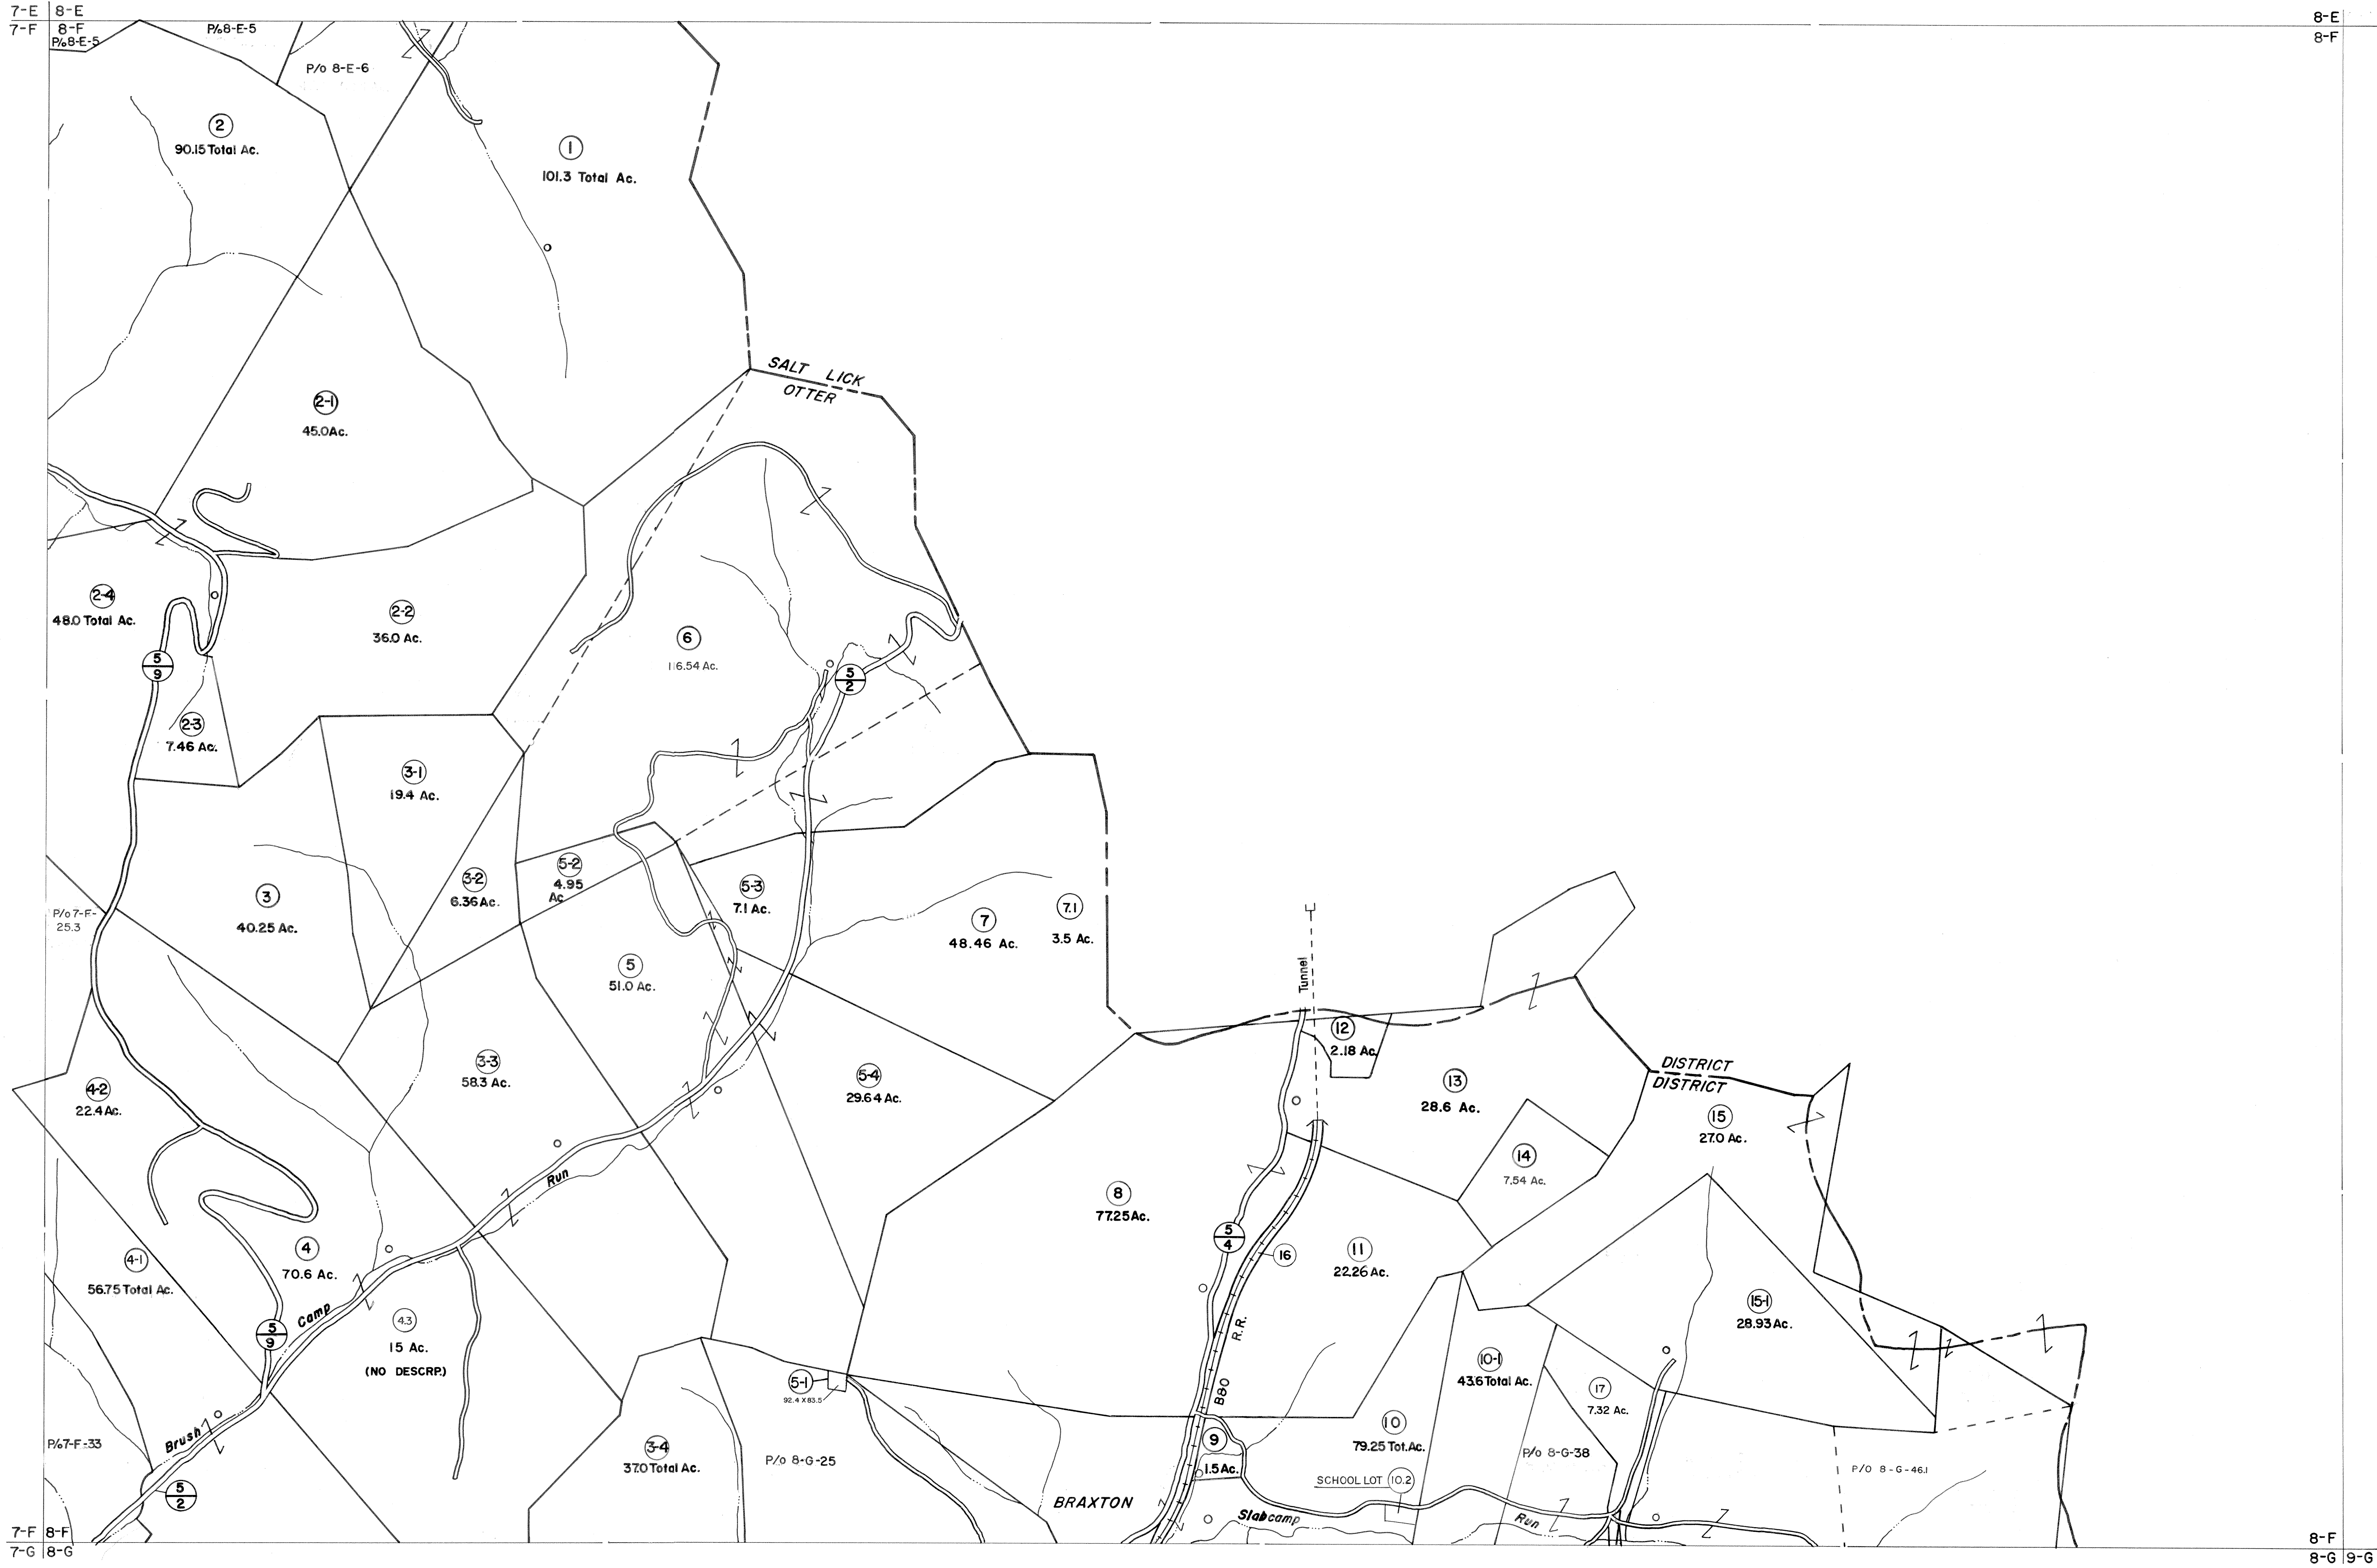 7-E 8-E
8-E
7-F 8-F
8-F
P/o 8-E-5
P/o 8-E-5
P/o 8-E-6
2
90.15 Total Ac.
1
101.3 Total Ac.
SALT LICK
OTTER
2-1
45.0 Ac.
2-4
48.0 Total Ac.
2-2
36.0 Ac.
6
116.54 Ac.
5
9
5
2
2-3
7.46 Ac.
3-1
19.4 Ac.
3
40.25 Ac.
3-2
6.36 Ac.
5-2
4.95
Ac
5-3
7.1 Ac.
7
48.46 Ac.
7.1
3.5 Ac.
P/o 7-F-
25.3
5
51.0 Ac.
Tunnel
12
2.18 Ac.
3-3
58.3 Ac.
5-4
29.64 Ac.
13
28.6 Ac.
DISTRICT
DISTRICT
4-2
22.4 Ac.
15
27.0 Ac.
14
7.54 Ac.
Run
8
77.25 Ac.
5
4
16
11
22.26 Ac.
4-1
56.75 Total Ac.
4
70.6 Ac.
Camp
5
9
4.3
15 Ac.
(NO DESCRP.)
R.R.
B&O
15-1
28.93 Ac.
10-1
43.6 Total Ac.
5-1
92.4 X 83.5
17
7.32 Ac.
Brush
P/o 7-F-33
3-4
37.0 Total Ac.
P/o 8-G-25
9
1.5 Ac.
10
79.25 Tot. Ac.
P/o 8-G-38
P/O 8-G-46.1
SCHOOL LOT 10.2
5
2
BRAXTON
Slabcamp
Run
7-F 8-F
8-F
7-G 8-G
8-G 9-G